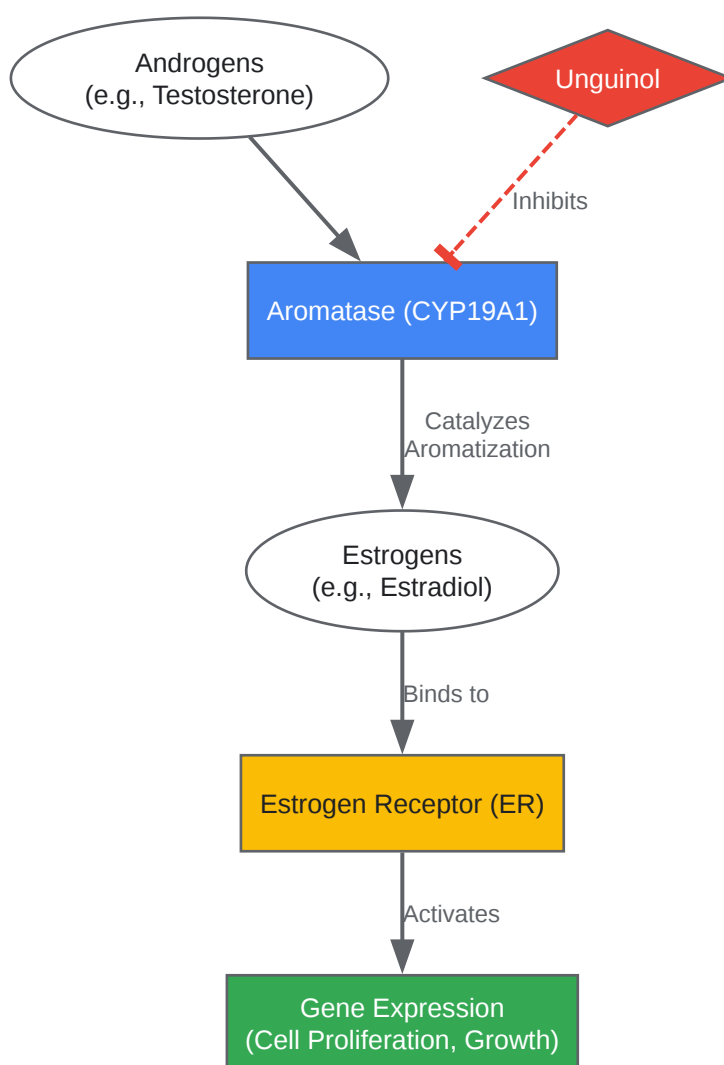 Androgens
(e.g., Testosterone)
Unguinol
Inhibits
Aromatase (CYP19A1)
Catalyzes
Aromatization
Estrogens
(e.g., Estradiol)
Binds to
Estrogen Receptor (ER)
Activates
Gene Expression
(Cell Proliferation, Growth)